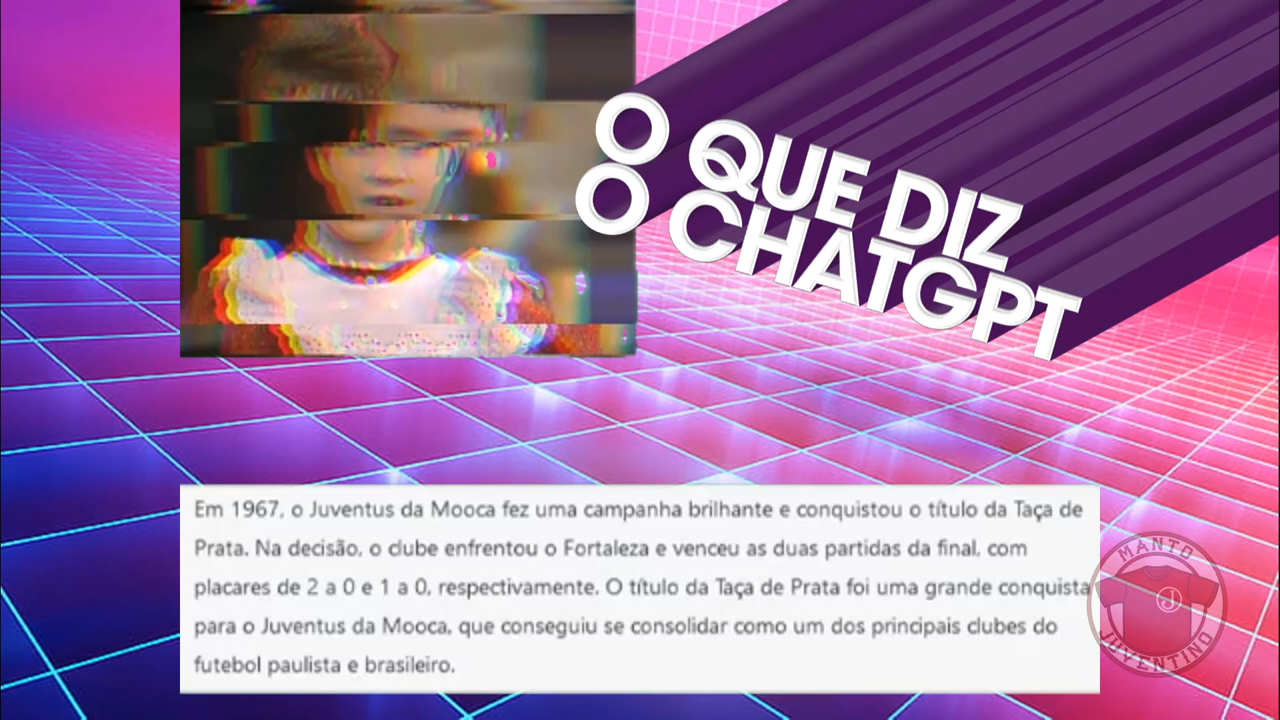 O QUE DIZ
O CHATGPT
Em 1967, o Juventus da Mooca fez uma campanha brilhante e conquistou o título da Taça de
Prata. Na decisão, o clube enfrentou o Fortaleza e venceu as duas partidas da final, com
placares de 2 a 0 e 1 a 0, respectivamente. O título da Taça de Prata foi uma grande conquista
para o Juventus da Mooca, que conseguiu se consolidar como um dos principais clubes do
futebol paulista e brasileiro.
MANTO
J
JUVENTINO